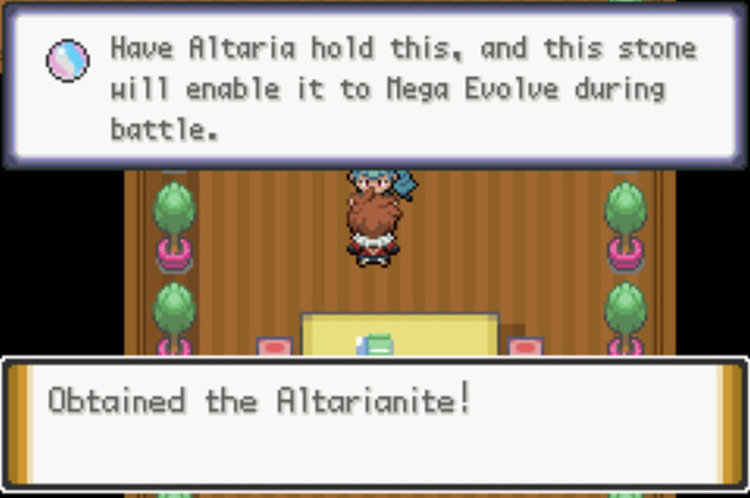 Have Altaria hold this, and this stone
will enable it to Mega Evolve during
battle.
Obtained the Altarianite!